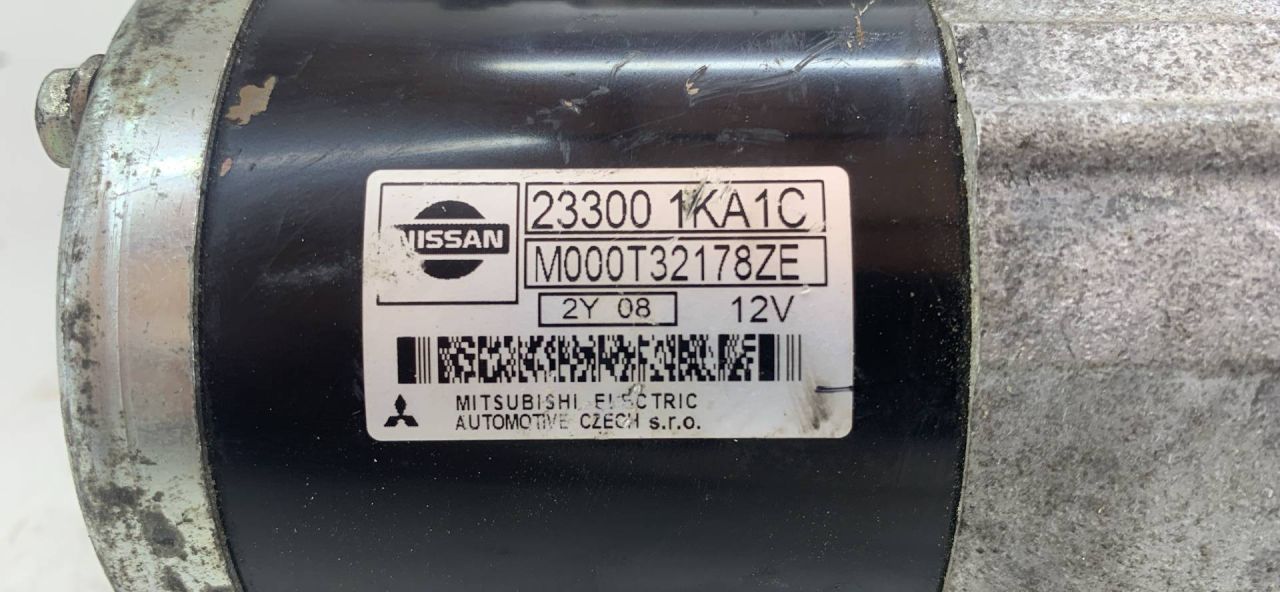 NISSAN
23300 1KA1C
M000T32178ZE
2Y 08
12V
MITSUBISHI ELECTRIC
AUTOMOTIVE CZECH s.r.o.